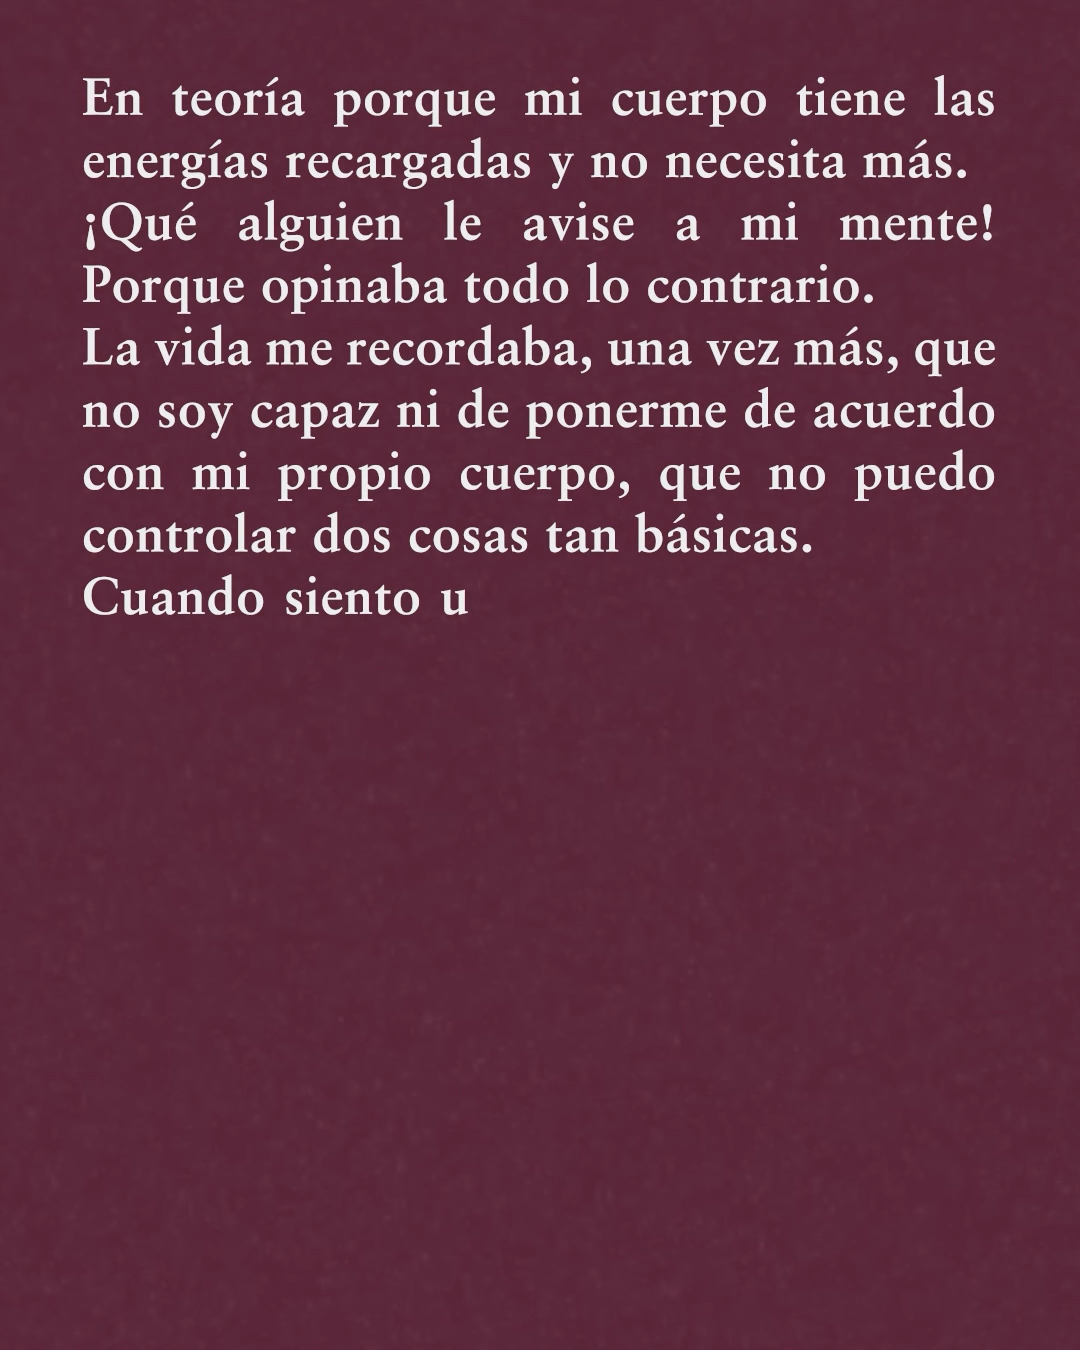 En teoría porque mi cuerpo tiene las
energías recargadas y no necesita más.
¡Qué alguien le avise a mi mente!
Porque opinaba todo lo contrario.
La vida me recordaba, una vez más, que
no soy capaz ni de ponerme de acuerdo
con mi propio cuerpo, que no puedo
controlar dos cosas tan básicas.
Cuando siento u